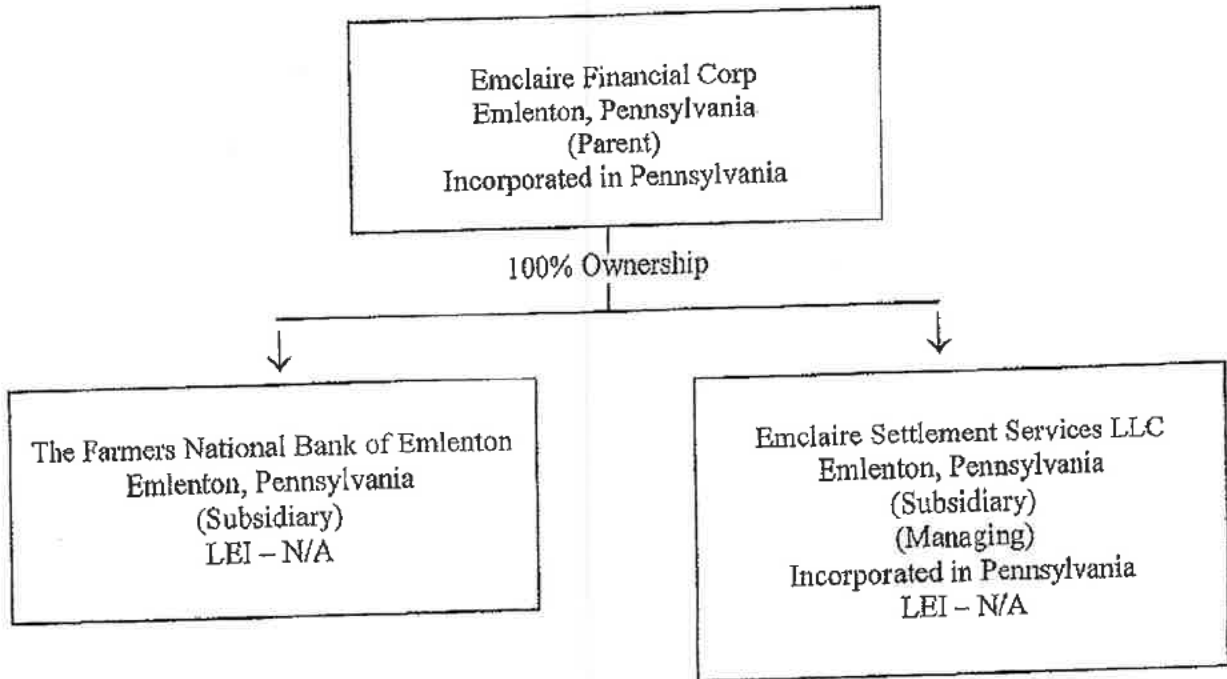 Emclaire Financial Corp
Emlenton, Pennsylvania
(Parent)
Incorporated in Pennsylvania
100% Ownership
The Farmers National Bank of Emlenton
Emlenton, Pennsylvania
(Subsidiary)
LEI – N/A
Emclaire Settlement Services LLC
Emlenton, Pennsylvania
(Subsidiary)
(Managing)
Incorporated in Pennsylvania
LEI – N/A